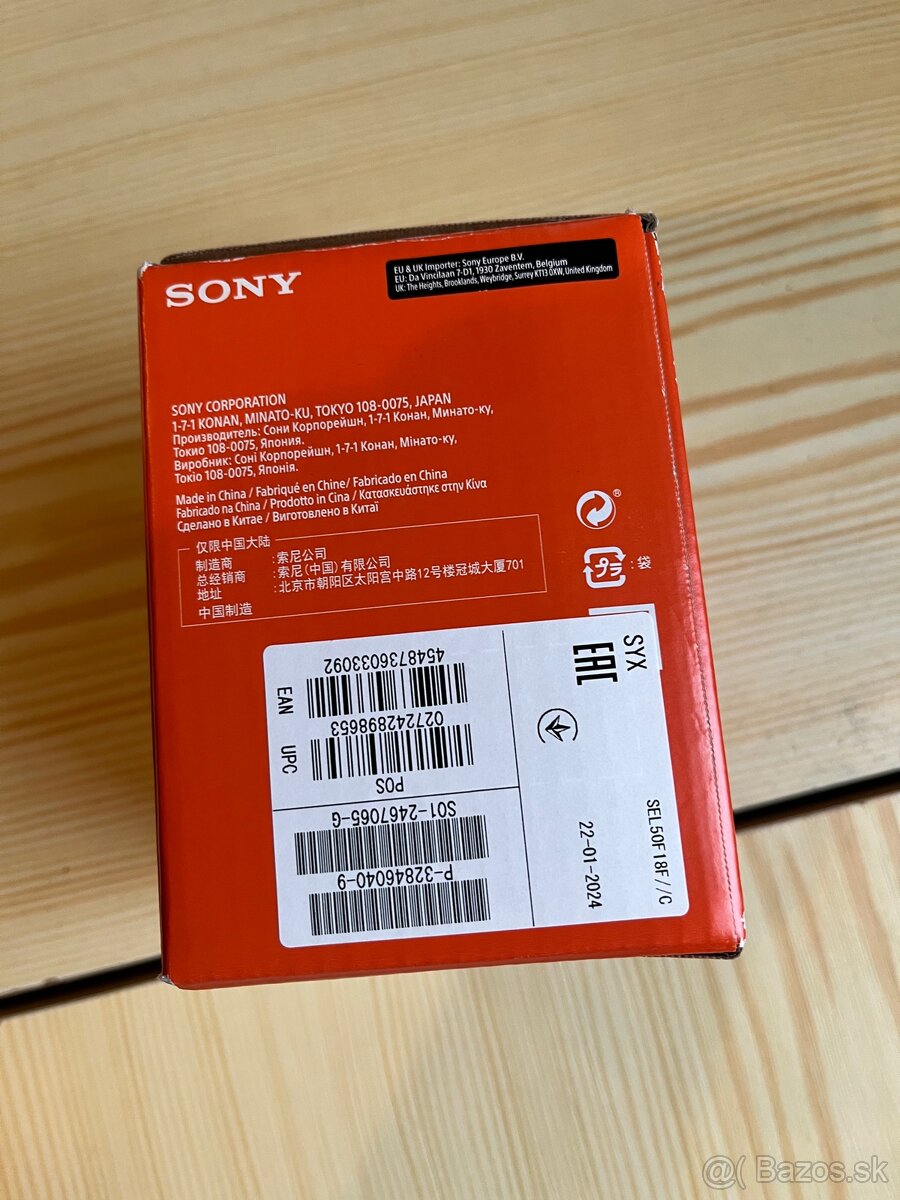 SONY
EU & UK Importer: Sony Europe B.V.
EU: Da Vincilaan 7-D1, 1930 Zaventem, Belgium
UK: The Heights, Brooklands, Weybridge, Surrey KT13 0XW, United Kingdom
SONY CORPORATION
1-7-1 KONAN, MINATO-KU, TOKYO 108-0075, JAPAN
Производитель: Сони Корпорейшн, 1-7-1 Конан, Минато-ку,
Токио 108-0075, Япония.
Виробник: Соні Корпорейшн, 1-7-1 Конан, Мінато-ку,
Токіо 108-0075, Японія.
Made in China / Fabriqué en Chine/ Fabricado en China
Fabricado na China / Prodotto in Cina / Κατασκευάστηκε στην Κίνα
Сделано в Китае / Виготовлено в Китаї
仅限中国大陆
制造商 :索尼公司
总经销商 :索尼(中国)有限公司
地址 :北京市朝阳区太阳宫中路12号楼冠城大厦701
中国制造
®
プラ :袋
4548736033092
EAN
027242898653
UPC
POS
S01-2467065-G
P-32846040-9
SYX
EAC
SEL50F18F//C
22-01-2024
@( Bazos.sk